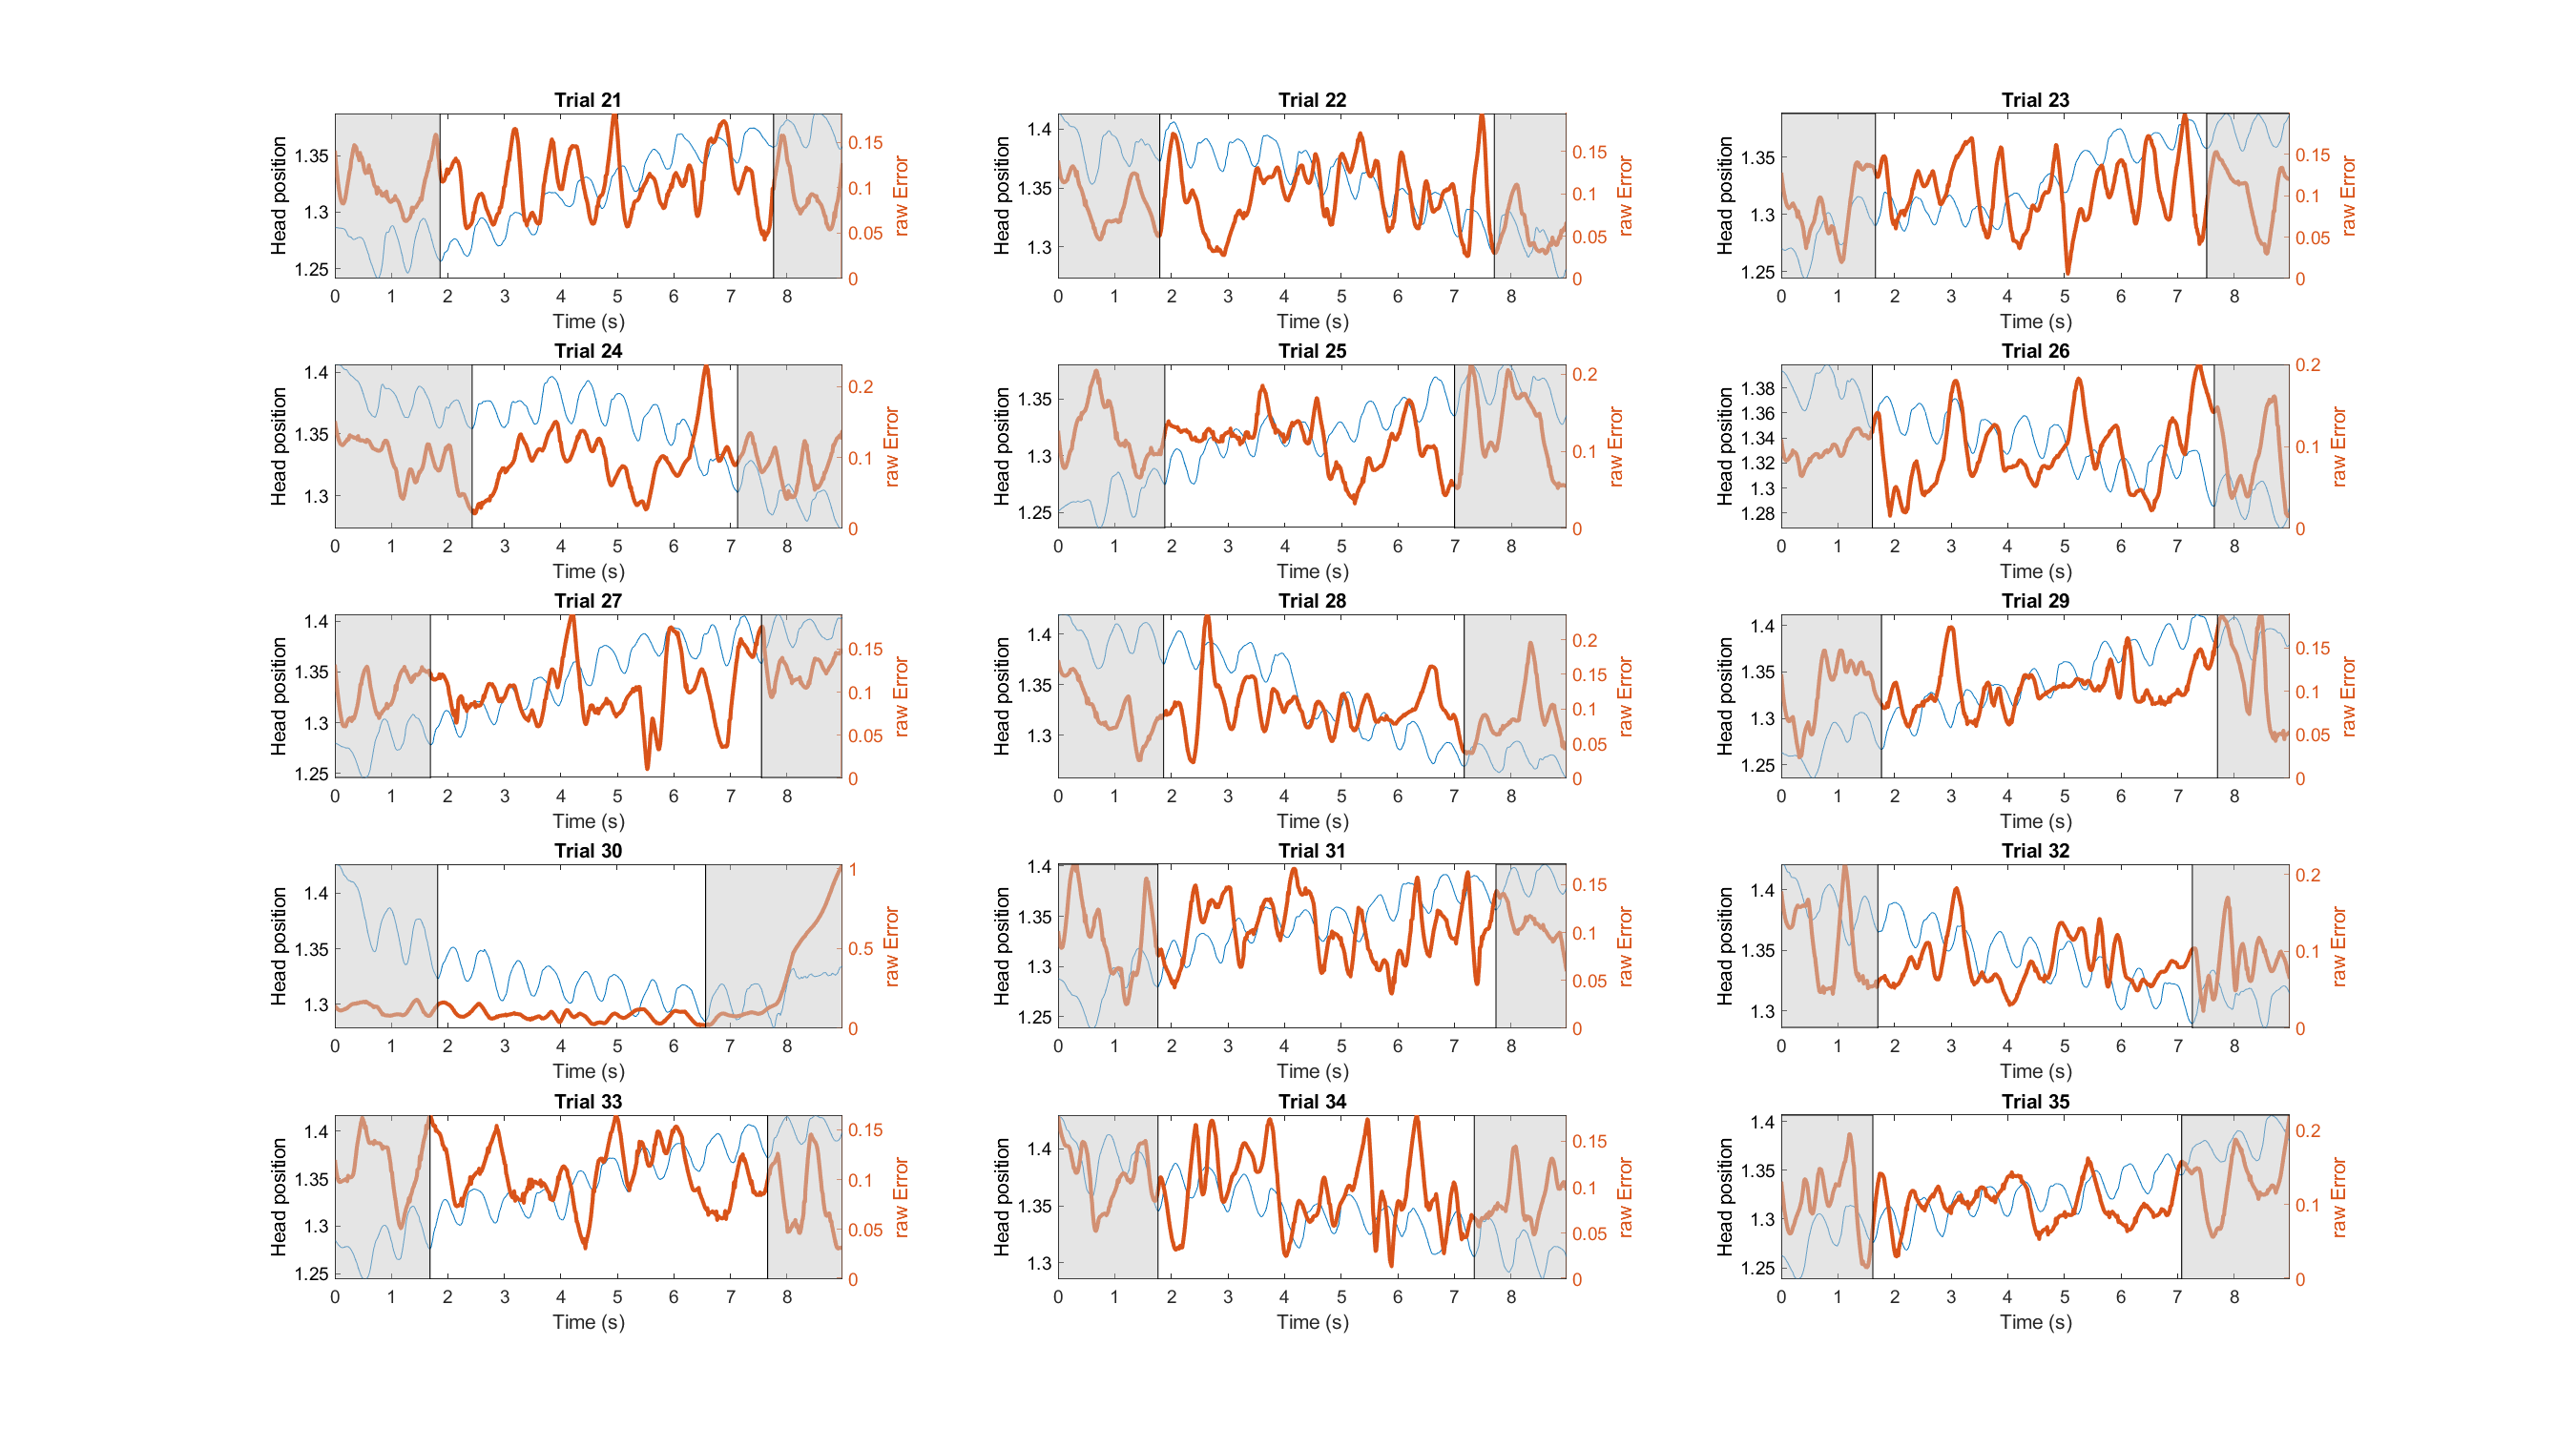 Trial 21
Head position
1.35
1.3
1.25
0.15
0.1
0.05
0
raw Error
0 1 2 3 4 5 6 7 8
Time (s)
Trial 22
Head position
1.4
1.35
1.3
0.15
0.1
0.05
0
raw Error
0 1 2 3 4 5 6 7 8
Time (s)
Trial 23
Head position
1.35
1.3
1.25
0.15
0.1
0.05
0
raw Error
0 1 2 3 4 5 6 7 8
Time (s)
Trial 24
Head position
1.4
1.35
1.3
0.2
0.1
0
raw Error
0 1 2 3 4 5 6 7 8
Time (s)
Trial 25
Head position
1.35
1.3
1.25
0.2
0.1
0
raw Error
0 1 2 3 4 5 6 7 8
Time (s)
Trial 26
Head position
1.38
1.36
1.34
1.32
1.3
1.28
0.2
0.1
0
raw Error
0 1 2 3 4 5 6 7 8
Time (s)
Trial 27
Head position
1.4
1.35
1.3
1.25
0.15
0.1
0.05
0
raw Error
0 1 2 3 4 5 6 7 8
Time (s)
Trial 28
Head position
1.4
1.35
1.3
0.2
0.15
0.1
0.05
0
raw Error
0 1 2 3 4 5 6 7 8
Time (s)
Trial 29
Head position
1.4
1.35
1.3
1.25
0.15
0.1
0.05
0
raw Error
0 1 2 3 4 5 6 7 8
Time (s)
Trial 30
Head position
1.4
1.35
1.3
1
0.5
0
raw Error
0 1 2 3 4 5 6 7 8
Time (s)
Trial 31
Head position
1.4
1.35
1.3
1.25
0.15
0.1
0.05
0
raw Error
0 1 2 3 4 5 6 7 8
Time (s)
Trial 32
Head position
1.4
1.35
1.3
0.2
0.1
0
raw Error
0 1 2 3 4 5 6 7 8
Time (s)
Trial 33
Head position
1.4
1.35
1.3
1.25
0.15
0.1
0.05
0
raw Error
0 1 2 3 4 5 6 7 8
Time (s)
Trial 34
Head position
1.4
1.35
1.3
0.15
0.1
0.05
0
raw Error
0 1 2 3 4 5 6 7 8
Time (s)
Trial 35
Head position
1.4
1.35
1.3
1.25
0.2
0.1
0
raw Error
0 1 2 3 4 5 6 7 8
Time (s)